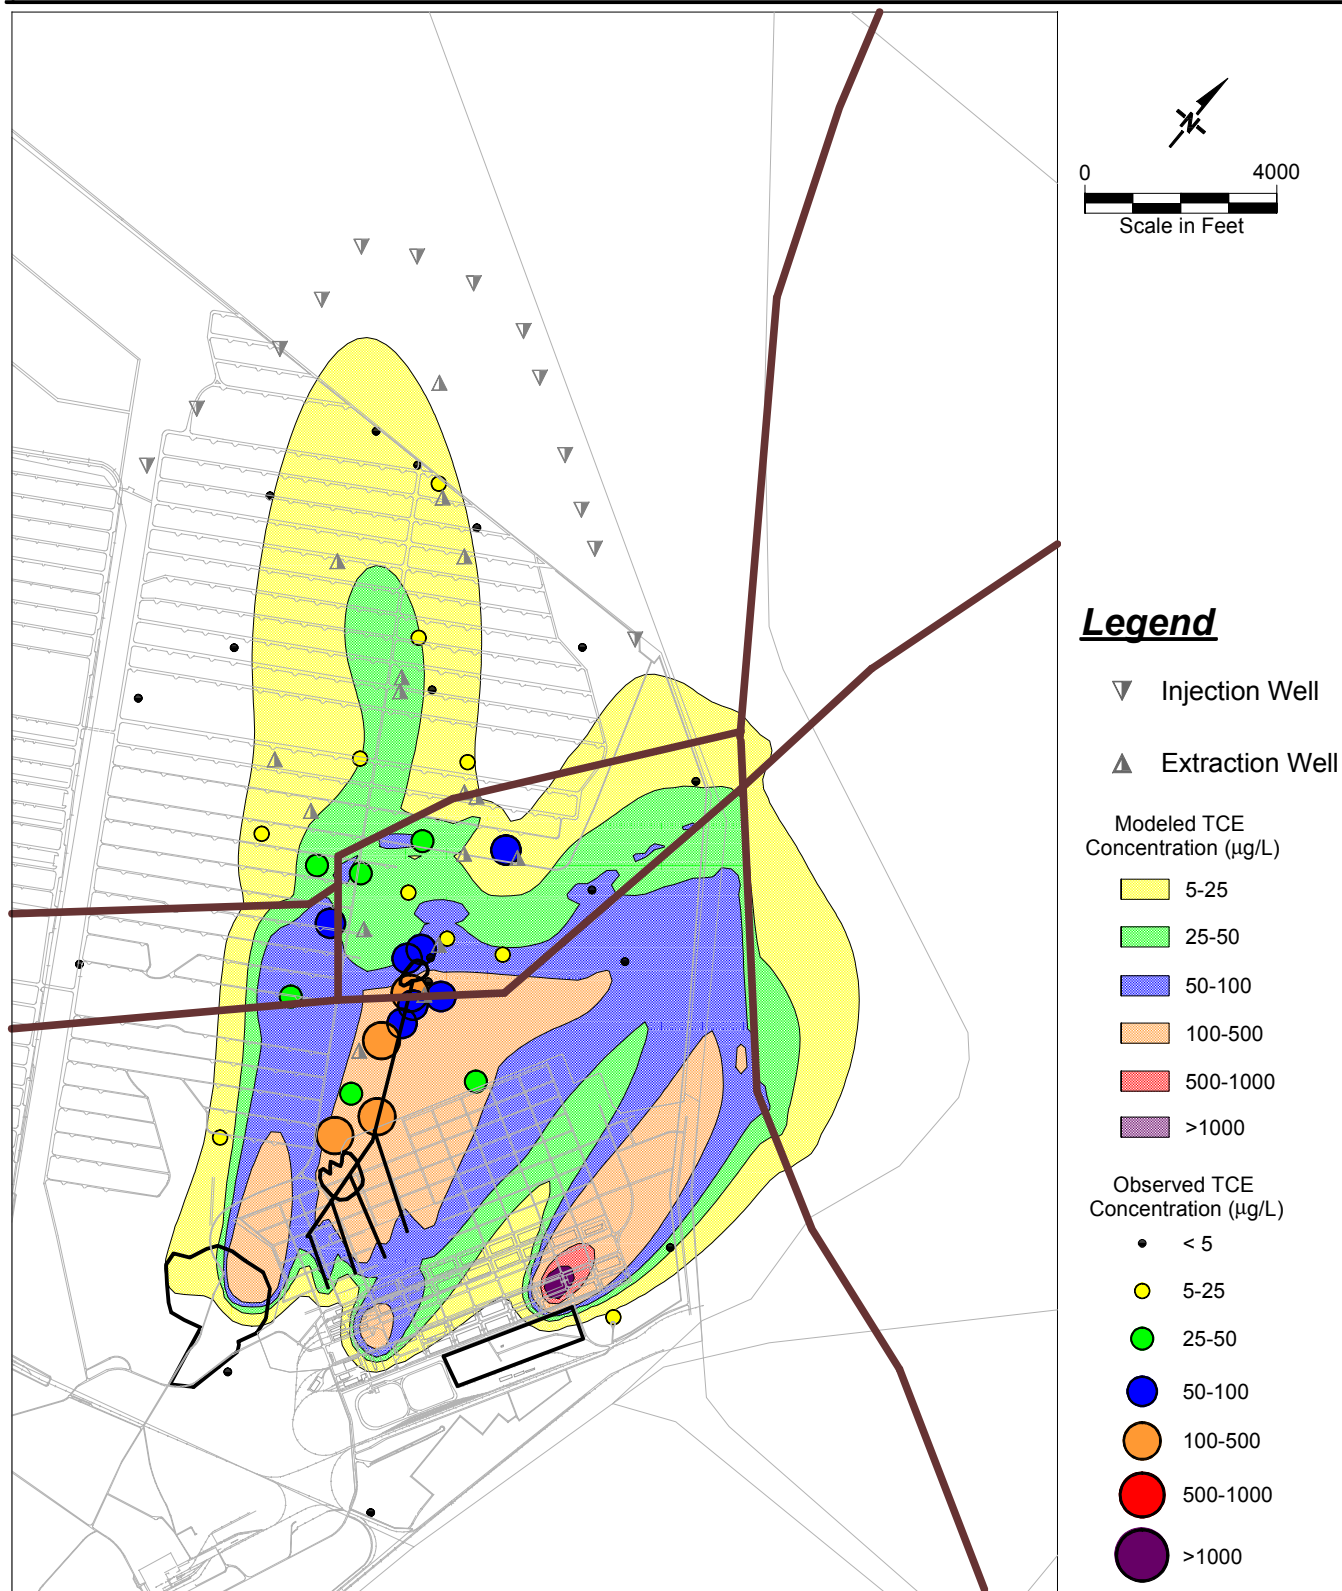 N
0 4000
Scale in Feet
Legend
Injection Well
Extraction Well
Modeled TCE
Concentration (µg/L)
5-25
25-50
50-100
100-500
500-1000
>1000
Observed TCE
Concentration (µg/L)
< 5
5-25
25-50
50-100
100-500
500-1000
>1000